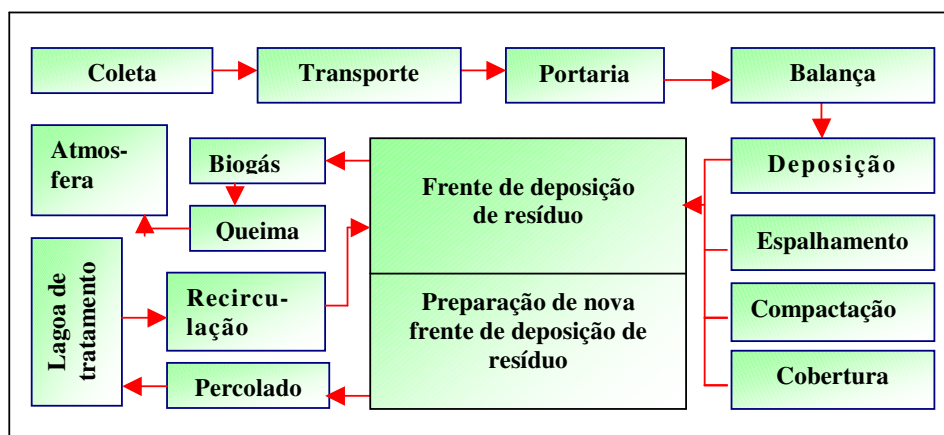 Coleta
Transporte
Portaria
Balança
Atmos-
fera
Biogás
Queima
Frente de deposição
de resíduo
Deposição
Espalhamento
Lagoa de
tratamento
Recircu-
lação
Preparação de nova
frente de deposição de
resíduo
Compactação
Percolado
Cobertura